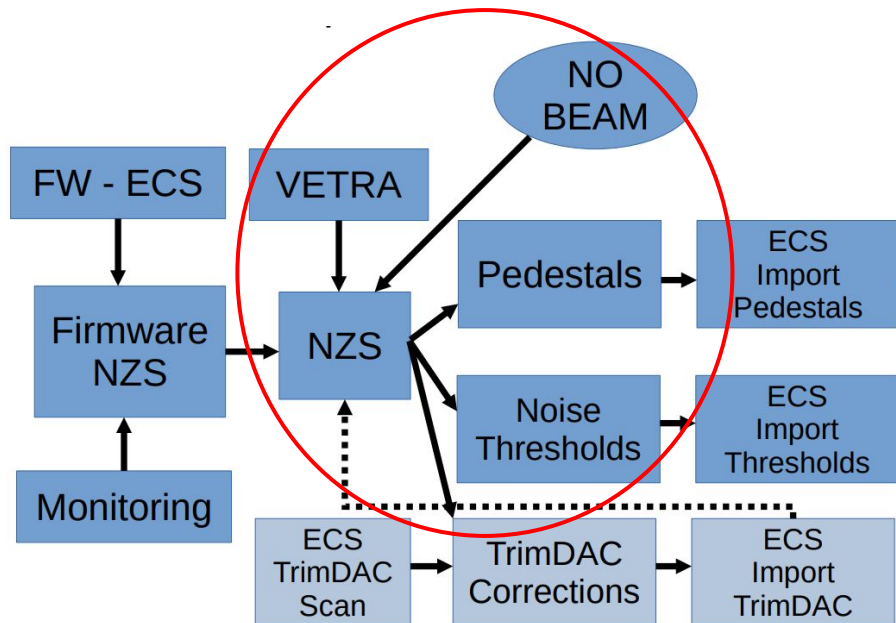 -
NO
BEAM
FW - ECS
VETRA
Pedestals
ECS
Import
Pedestals
Firmware
NZS
NZS
Noise
Thresholds
ECS
Import
Thresholds
Monitoring
ECS
TrimDAC
Scan
TrimDAC
Corrections
ECS
Import
TrimDAC